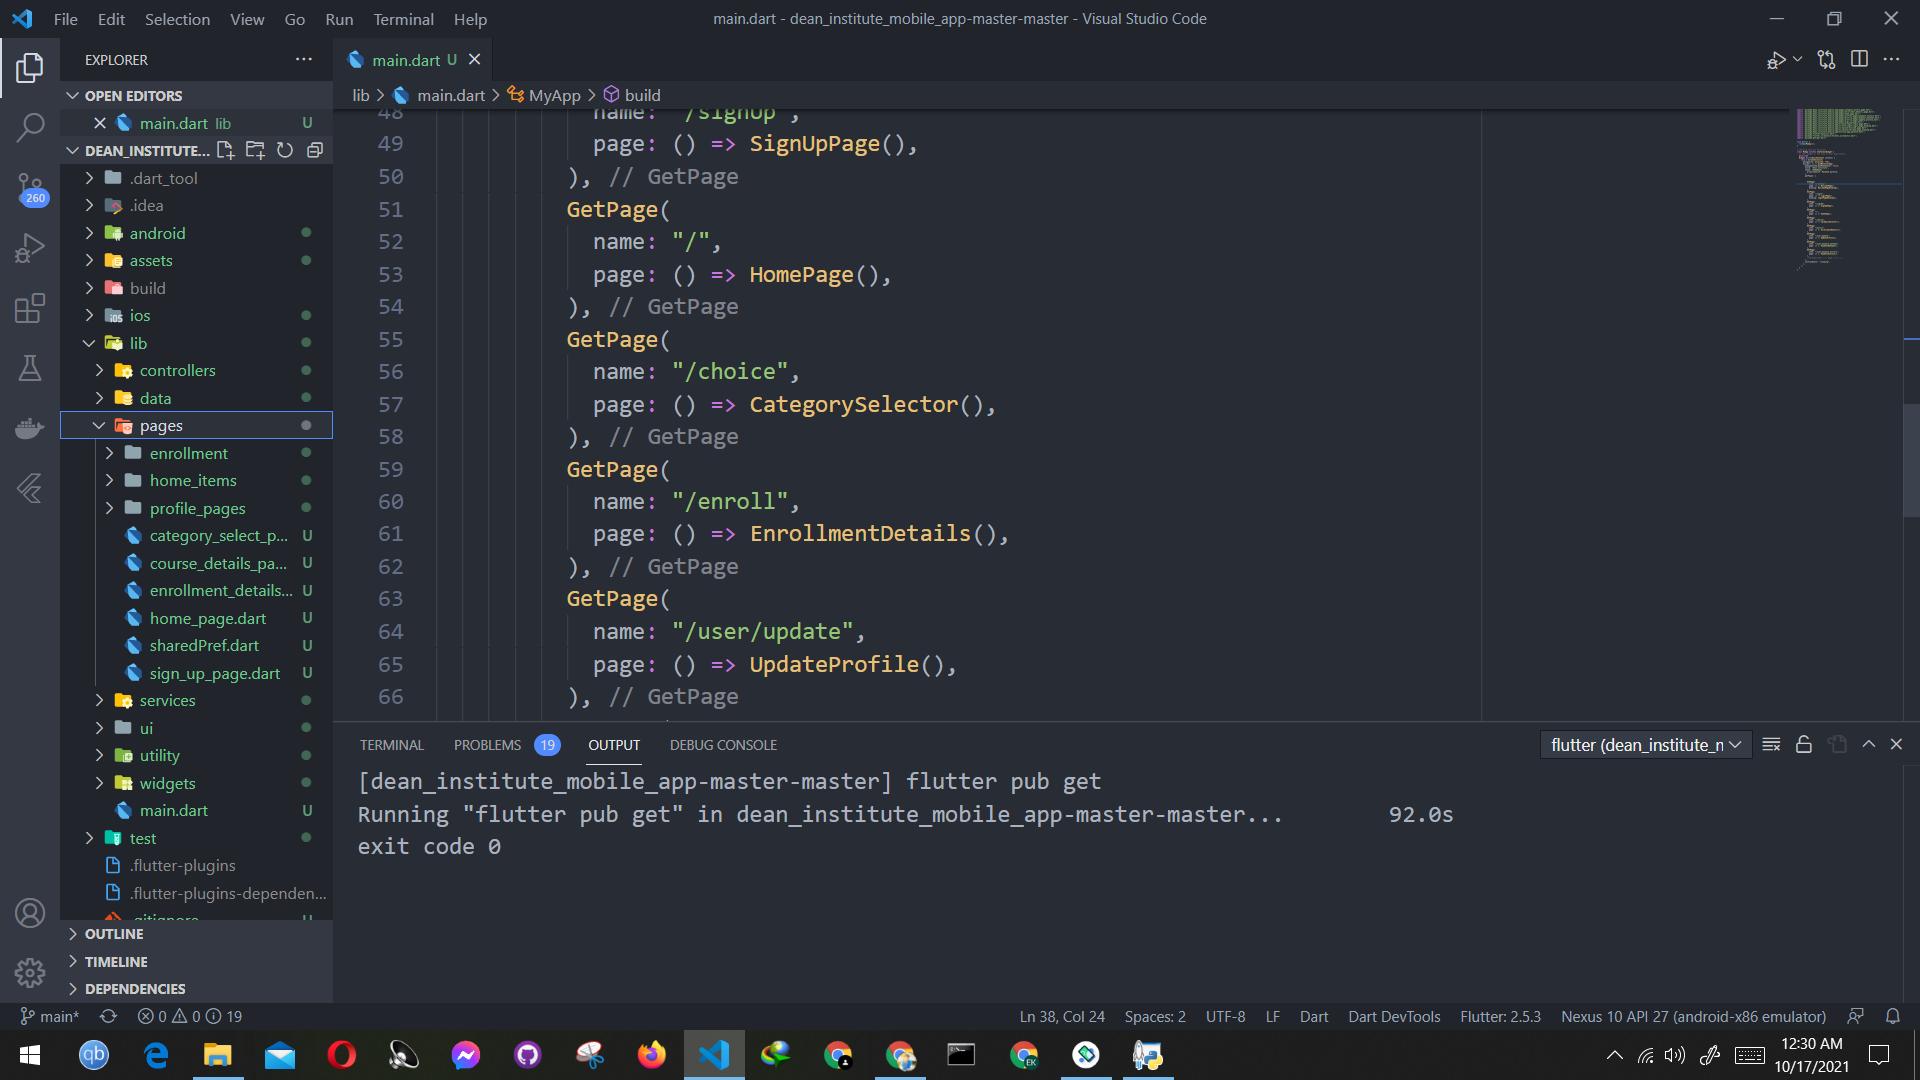 File Edit Selection View Go Run Terminal Help
main.dart - dean_institute_mobile_app-master-master - Visual Studio Code
EXPLORER
OPEN EDITORS
main.dart lib U
DEAN_INSTITUTE...
.dart_tool
.idea
android
assets
build
ios
lib
controllers
data
pages
enrollment
home_items
profile_pages
category_select_p... U
course_details_pa... U
enrollment_details... U
home_page.dart U
sharedPref.dart U
sign_up_page.dart U
services
ui
utility
widgets
main.dart U
test
.flutter-plugins
.flutter-plugins-dependen...
.gitignore U
OUTLINE
TIMELINE
DEPENDENCIES
260
main.dart U
lib > main.dart > MyApp > build
48 name: "/signup",
49 page: () => SignUpPage(),
50 ), // GetPage
51 GetPage(
52 name: "/",
53 page: () => HomePage(),
54 ), // GetPage
55 GetPage(
56 name: "/choice",
57 page: () => CategorySelector(),
58 ), // GetPage
59 GetPage(
60 name: "/enroll",
61 page: () => EnrollmentDetails(),
62 ), // GetPage
63 GetPage(
64 name: "/user/update",
65 page: () => UpdateProfile(),
66 ), // GetPage
TERMINAL PROBLEMS 19 OUTPUT DEBUG CONSOLE
flutter (dean_institute_n
[dean_institute_mobile_app-master-master] flutter pub get
Running "flutter pub get" in dean_institute_mobile_app-master-master... 92.0s
exit code 0
main* 0 0 19
Ln 38, Col 24 Spaces: 2 UTF-8 LF Dart Dart DevTools Flutter: 2.5.3 Nexus 10 API 27 (android-x86 emulator)
qb
EK
12:30 AM
10/17/2021